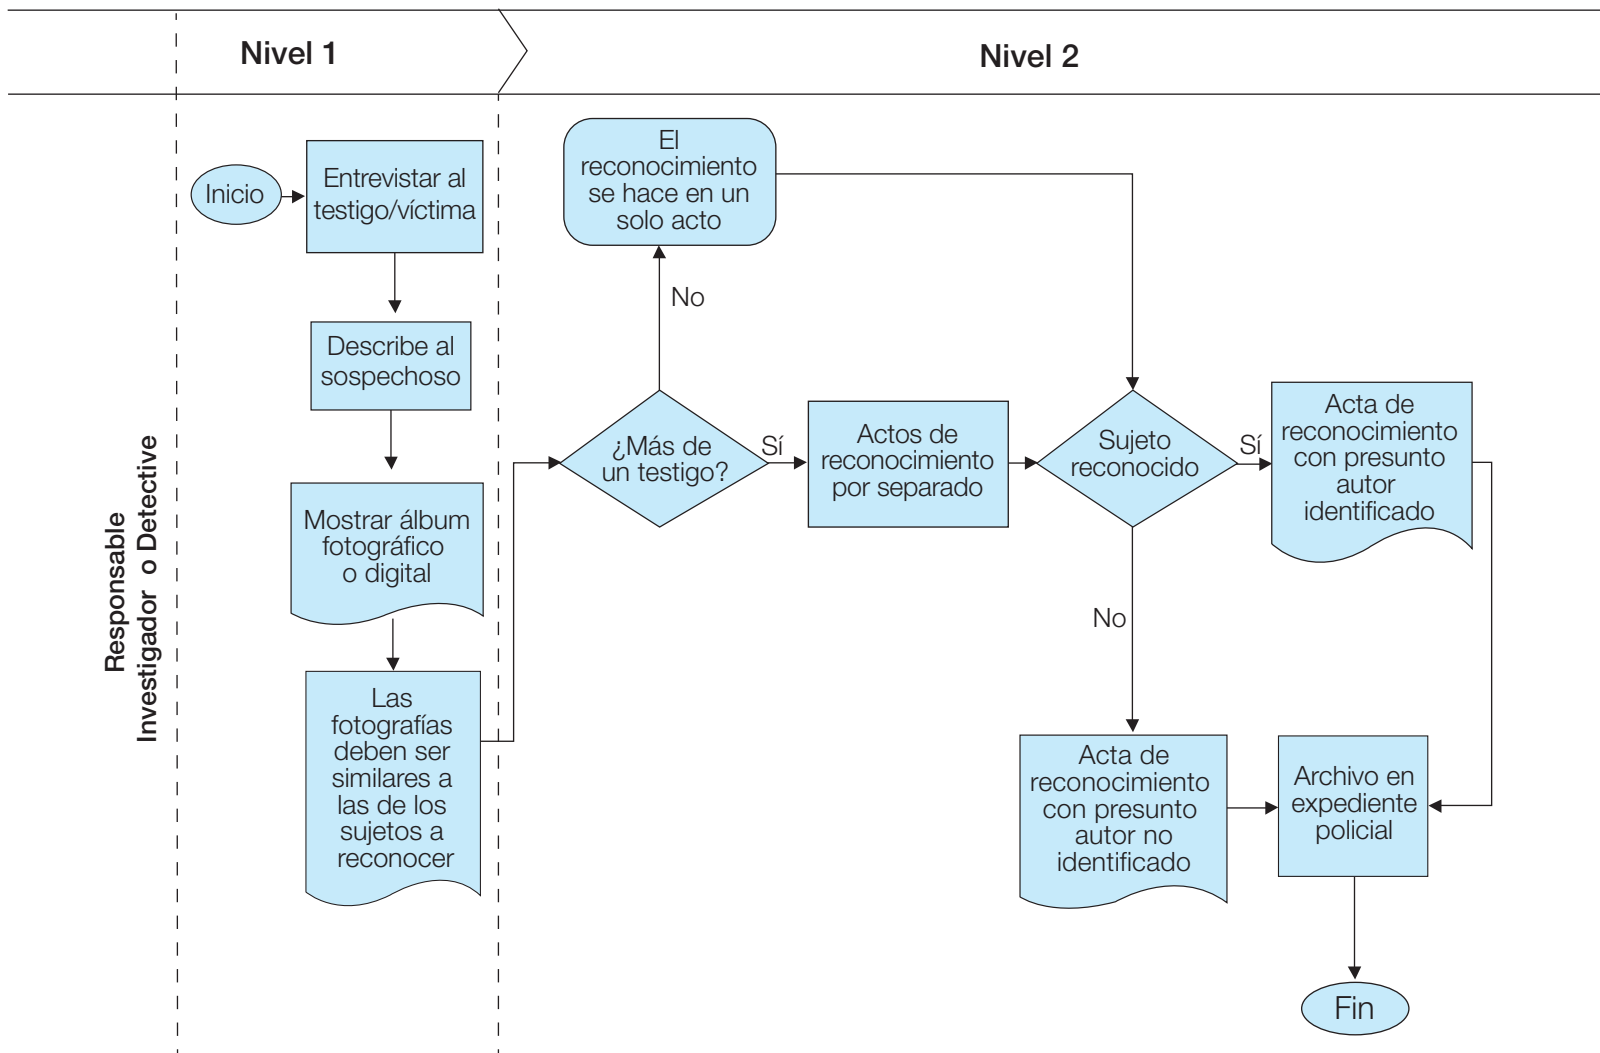 Nivel 1
Nivel 2
Responsable
Investigador o Detective
Inicio
Entrevistar al
testigo/víctima
Describe al
sospechoso
Mostrar álbum
fotográfico
o digital
Las
fotografías
deben ser
similares a
las de los
sujetos a
reconocer
El
reconocimiento
se hace en un
solo acto
No
¿Más de
un testigo?
Sí
Actos de
reconocimiento
por separado
Sujeto
reconocido
Sí
Acta de
reconocimiento
con presunto
autor
identificado
No
Acta de
reconocimiento
con presunto
autor no
identificado
Archivo en
expediente
policial
Fin